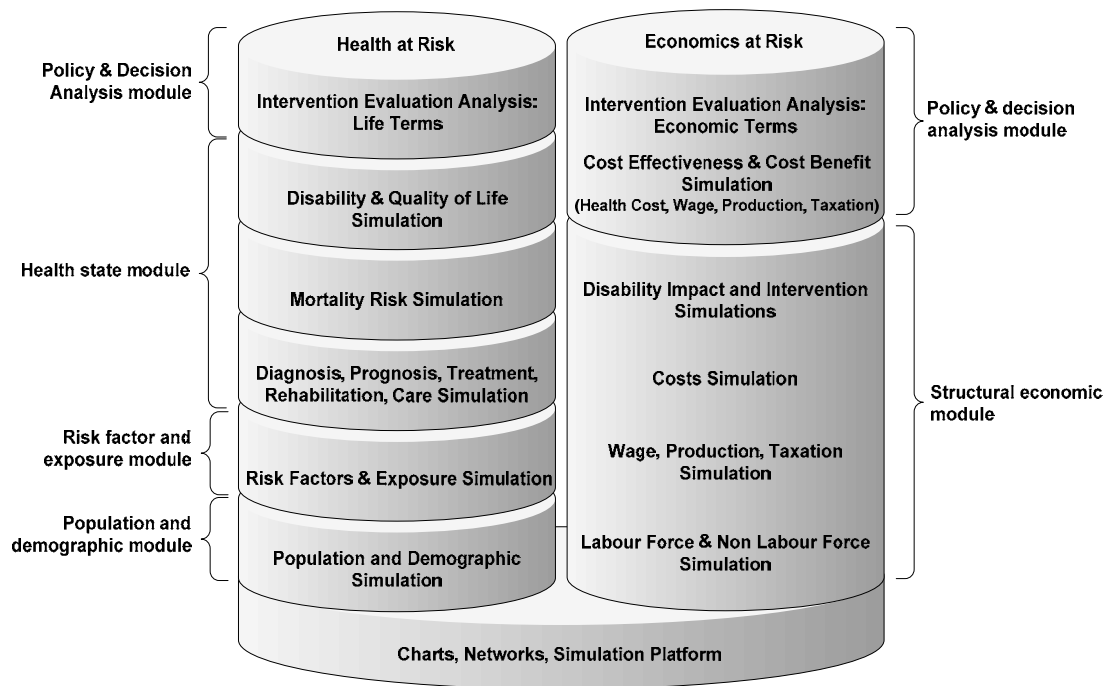 Policy & Decision
Analysis module
Health state module
Risk factor and
exposure module
Population and
demographic module
Health at Risk
Intervention Evaluation Analysis:
Life Terms
Disability & Quality of Life
Simulation
Mortality Risk Simulation
Diagnosis, Prognosis, Treatment,
Rehabilitation, Care Simulation
Risk Factors & Exposure Simulation
Population and Demographic
Simulation
Economics at Risk
Intervention Evaluation Analysis:
Economic Terms
Cost Effectiveness & Cost Benefit
Simulation
(Health Cost, Wage, Production, Taxation)
Disability Impact and Intervention
Simulations
Costs Simulation
Wage, Production, Taxation
Simulation
Labour Force & Non Labour Force
Simulation
Policy & decision
analysis module
Structural economic
module
Charts, Networks, Simulation Platform